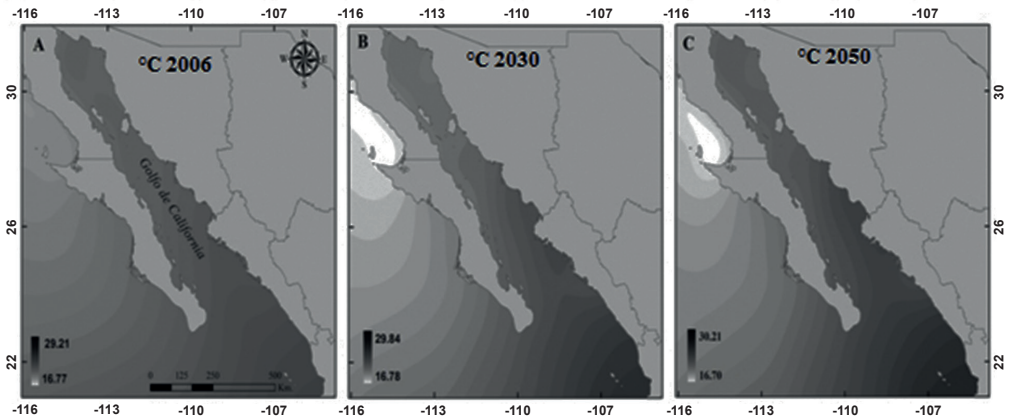 -116 -113 -110 -107 -116 -113 -110 -107 -116 -113 -110 -107
A
°C 2006
N
W E
S
30
26
22
Golfo de California
29.21
16.77
0 125 250 500
Km
B
°C 2030
29.84
16.78
C
°C 2050
30.21
16.70
30
26
22
-116 -113 -110 -107 -116 -113 -110 -107 -116 -113 -110 -107